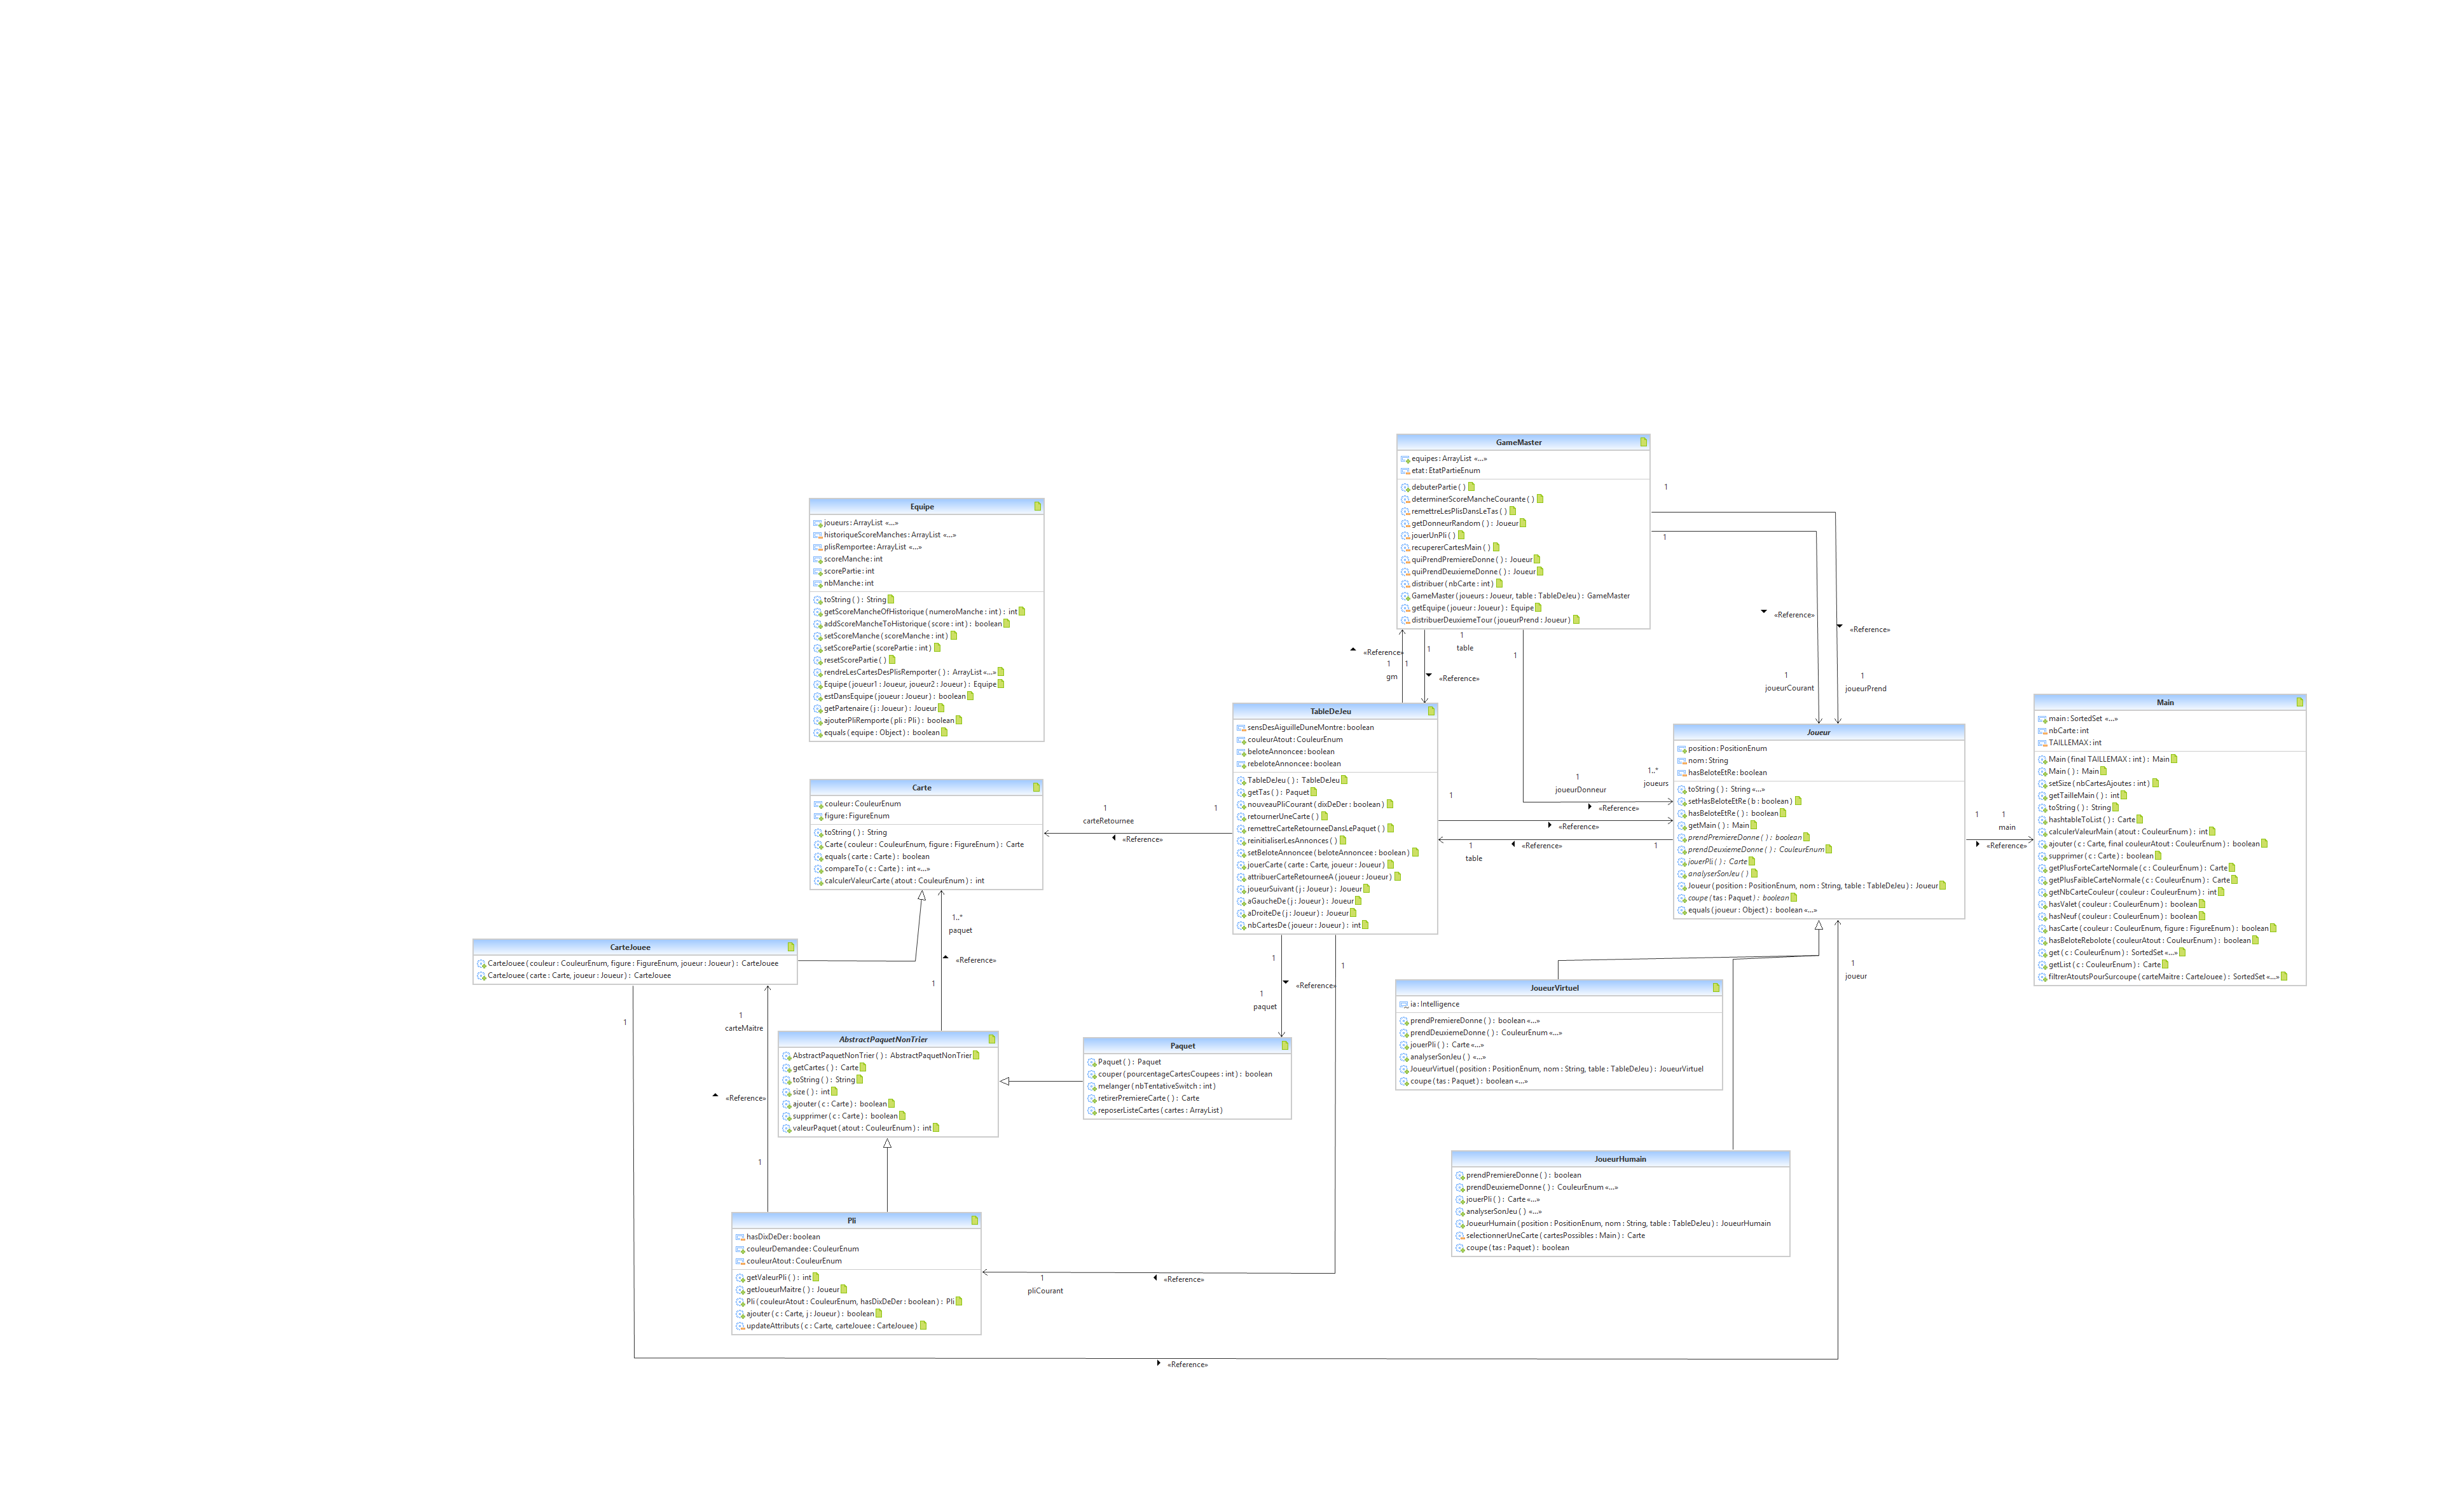 GameMaster
equipes : ArrayList «...»
etat : EtatPartieEnum
debuterPartie ( )
determinerScoreMancheCourante ( )
remettreLesPlisDansLeTas ( )
getDonneurRandom ( ) : Joueur
jouerUnPli ( )
recupererCartesMain ( )
quiPrendPremiereDonne ( ) : Joueur
quiPrendDeuxiemeDonne ( ) : Joueur
distribuer ( nbCarte : int )
GameMaster ( joueurs : Joueur, table : TableDeJeu ) : GameMaster
getEquipe ( joueur : Joueur ) : Equipe
distribuerDeuxiemeTour ( joueurPrend : Joueur )
Equipe
joueurs : ArrayList «...»
historiqueScoreManches : ArrayList «...»
plisRemportee : ArrayList «...»
scoreManche : int
scorePartie : int
nbManche : int
toString ( ) : String
getScoreMancheOfHistorique ( numeroManche : int ) : int
addScoreMancheToHistorique ( score : int ) : boolean
setScoreManche ( scoreManche : int )
setScorePartie ( scorePartie : int )
resetScorePartie ( )
rendreLesCartesDesPlisRemporter ( ) : ArrayList «...»
Equipe ( joueur1 : Joueur, joueur2 : Joueur ) : Equipe
estDansEquipe ( joueur : Joueur ) : boolean
getPartenaire ( j : Joueur ) : Joueur
ajouterPliRemporte ( pli : Pli ) : boolean
equals ( equipe : Object ) : boolean
1
1
«Reference»
«Reference»
1
joueurCourant
1
joueurPrend
«Reference»
1
1
gm
1
1
table
«Reference»
1
TableDeJeu
sensDesAiguilleDuneMontre : boolean
couleurAtout : CouleurEnum
beloteAnnoncee : boolean
rebeloteAnnoncee : boolean
TableDeJeu ( ) : TableDeJeu
getTas ( ) : Paquet
nouveauPliCourant ( dixDeDer : boolean )
retournerUneCarte ( )
remettreCarteRetourneeDansLePaquet ( )
reinitialiserLesAnnonces ( )
setBeloteAnnoncee ( beloteAnnoncee : boolean )
jouerCarte ( carte : Carte, joueur : Joueur )
attribuerCarteRetourneeA ( joueur : Joueur )
joueurSuivant ( j : Joueur ) : Joueur
aGaucheDe ( j : Joueur ) : Joueur
aDroiteDe ( j : Joueur ) : Joueur
nbCartesDe ( joueur : Joueur ) : int
Joueur
position : PositionEnum
nom : String
hasBeloteEtRe : boolean
toString ( ) : String «...»
setHasBeloteEtRe ( b : boolean )
hasBeloteEtRe ( ) : boolean
getMain ( ) : Main
prendPremiereDonne ( ) : boolean
prendDeuxiemeDonne ( ) : CouleurEnum
jouerPli ( ) : Carte
analyserSonJeu ( )
Joueur ( position : PositionEnum, nom : String, table : TableDeJeu ) : Joueur
coupe ( tas : Paquet ) : boolean
equals ( joueur : Object ) : boolean «...»
Main
main : SortedSet «...»
nbCarte : int
TAILLEMAX : int
Main ( final TAILLEMAX : int ) : Main
Main ( ) : Main
setSize ( nbCartesAjoutes : int )
getTailleMain ( ) : int
toString ( ) : String
hashtableToList ( ) : Carte
calculerValeurMain ( atout : CouleurEnum ) : int
ajouter ( c : Carte, final couleurAtout : CouleurEnum ) : boolean
supprimer ( c : Carte ) : boolean
getPlusForteCarteNormale ( c : CouleurEnum ) : Carte
getPlusFaibleCarteNormale ( c : CouleurEnum ) : Carte
getNbCarteCouleur ( couleur : CouleurEnum ) : int
hasValet ( couleur : CouleurEnum ) : boolean
hasNeuf ( couleur : CouleurEnum ) : boolean
hasCarte ( couleur : CouleurEnum, figure : FigureEnum ) : boolean
hasBeloteRebolote ( couleurAtout : CouleurEnum ) : boolean
get ( c : CouleurEnum ) : SortedSet «...»
getList ( c : CouleurEnum ) : Carte
filtrerAtoutsPourSurcoupe ( carteMaitre : CarteJouee ) : SortedSet «...»
1
joueurDonneur
1..*
joueurs
«Reference»
1
«Reference»
1
table
«Reference»
1
1
1
main
«Reference»
1
carteRetournee
1
«Reference»
Carte
couleur : CouleurEnum
figure : FigureEnum
toString ( ) : String
Carte ( couleur : CouleurEnum, figure : FigureEnum ) : Carte
equals ( carte : Carte ) : boolean
compareTo ( c : Carte ) : int «...»
calculerValeurCarte ( atout : CouleurEnum ) : int
1..*
paquet
«Reference»
1
CarteJouee
CarteJouee ( couleur : CouleurEnum, figure : FigureEnum, joueur : Joueur ) : CarteJouee
CarteJouee ( carte : Carte, joueur : Joueur ) : CarteJouee
1
1
carteMaitre
«Reference»
1
1
«Reference»
1
paquet
1
1
joueur
AbstractPaquetNonTrier
AbstractPaquetNonTrier ( ) : AbstractPaquetNonTrier
getCartes ( ) : Carte
toString ( ) : String
size ( ) : int
ajouter ( c : Carte ) : boolean
supprimer ( c : Carte ) : boolean
valeurPaquet ( atout : CouleurEnum ) : int
Paquet
Paquet ( ) : Paquet
couper ( pourcentageCartesCoupees : int ) : boolean
melanger ( nbTentativeSwitch : int )
retirerPremiereCarte ( ) : Carte
reposerListeCartes ( cartes : ArrayList )
JoueurVirtuel
ia : Intelligence
prendPremiereDonne ( ) : boolean «...»
prendDeuxiemeDonne ( ) : CouleurEnum «...»
jouerPli ( ) : Carte «...»
analyserSonJeu ( ) «...»
JoueurVirtuel ( position : PositionEnum, nom : String, table : TableDeJeu ) : JoueurVirtuel
coupe ( tas : Paquet ) : boolean «...»
JoueurHumain
prendPremiereDonne ( ) : boolean
prendDeuxiemeDonne ( ) : CouleurEnum «...»
jouerPli ( ) : Carte «...»
analyserSonJeu ( ) «...»
JoueurHumain ( position : PositionEnum, nom : String, table : TableDeJeu ) : JoueurHumain
selectionnerUneCarte ( cartesPossibles : Main ) : Carte
coupe ( tas : Paquet ) : boolean
Pli
hasDixDeDer : boolean
couleurDemandee : CouleurEnum
couleurAtout : CouleurEnum
getValeurPli ( ) : int
getJoueurMaitre ( ) : Joueur
Pli ( couleurAtout : CouleurEnum, hasDixDeDer : boolean ) : Pli
ajouter ( c : Carte, j : Joueur ) : boolean
updateAttributs ( c : Carte, carteJouee : CarteJouee )
1
pliCourant
«Reference»
«Reference»